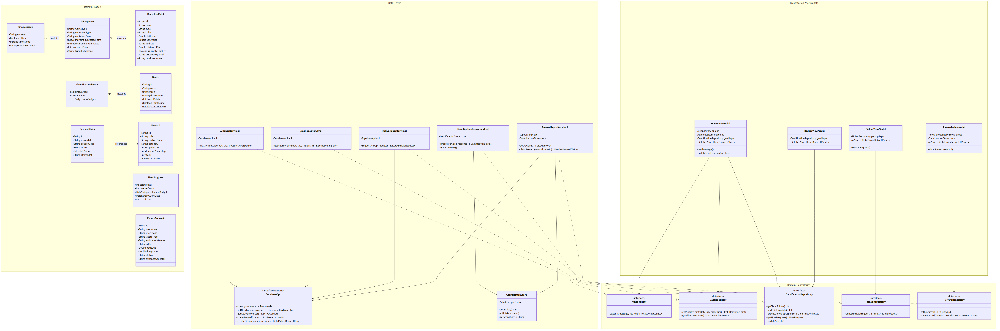 Domain_Models
ChatMessage
+String content
+Boolean isUser
+Instant timestamp
+AiResponse aiResponse
contains
AiResponse
+String wasteType
+String containerType
+String containerColor
+RecyclingPoint suggestedPoint
+String environmentalImpact
+Int ecopointsEarned
+String friendlyMessage
suggests
RecyclingPoint
+String id
+String name
+String type
+String color
+Double latitude
+Double longitude
+String address
+Double distanceKm
+Boolean isPrivateFacility
+String pricePerKgDetail
+String producerName
GamificationResult
+Int pointsEarned
+Int totalPoints
+List<Badge> newBadges
includes
Badge
+String id
+String name
+String icon
+String description
+Int bonusPoints
+Boolean isUnlocked
+catalog: List<Badge>
RewardClaim
+String id
+String rewardId
+String couponCode
+String status
+Int pointsSpent
+String claimedAt
references
Reward
+String id
+String title
+String partnerName
+String category
+Int ecopointsCost
+Int discountPercentage
+Int stock
+Boolean isActive
UserProgress
+Int totalPoints
+Int queriesCount
+List<String> unlockedBadgeIds
+Instant lastQueryDate
+Int streakDays
PickupRequest
+String id
+String userName
+String userPhone
+String wasteType
+String estimatedVolume
+String address
+Double latitude
+Double longitude
+String status
+String assignedCollector
Data_Layer
AiRepositoryImpl
-SupabaseApi api
+classify(message, lat, lng) : Result<AiResponse>
MapRepositoryImpl
-SupabaseApi api
+getNearbyPoints(lat, lng, radiusKm) : List<RecyclingPoint>
PickupRepositoryImpl
-SupabaseApi api
+requestPickup(request) : Result<PickupRequest>
GamificationRepositoryImpl
-GamificationStore store
+processReward(response) : GamificationResult
+updateStreak()
RewardRepositoryImpl
-SupabaseApi api
-GamificationStore store
+getRewards() : List<Reward>
+claimReward(reward, userId) : Result<RewardClaim>
«interface Retrofit»
SupabaseApi
+classify(request) : AiResponseDto
+getNearbyPoints(params) : List<RecyclingPointDto>
+getActiveRewards() : List<RewardDto>
+claimReward(claim) : List<RewardClaimDto>
+createPickupRequest(request) : List<PickupRequestDto>
GamificationStore
-DataStore preferences
+getInt(key) : Int
+setInt(key, value)
+getString(key) : String
Presentation_ViewModels
HomeViewModel
-AiRepository aiRepo
-MapRepository mapRepo
-GamificationRepository gamRepo
+uiState: StateFlow<HomeUiState>
+sendMessage()
+updateUserLocation(lat, lng)
BadgesViewModel
-GamificationRepository gamRepo
+uiState: StateFlow<BadgesUiState>
PickupViewModel
-PickupRepository pickupRepo
+uiState: StateFlow<PickupUiState>
+submitRequest()
RewardsViewModel
-RewardRepository rewardRepo
-GamificationStore store
+uiState: StateFlow<RewardsUiState>
+claimReward(reward)
Domain_Repositories
«interface»
AiRepository
+classify(message, lat, lng) : Result<AiResponse>
«interface»
MapRepository
+getNearbyPoints(lat, lng, radiusKm) : List<RecyclingPoint>
+getAllActivePoints() : List<RecyclingPoint>
«interface»
GamificationRepository
+getTotalPoints() : Int
+addPoints(points) : Int
+processReward(response) : GamificationResult
+getUserProgress() : UserProgress
+updateStreak()
«interface»
PickupRepository
+requestPickup(request) : Result<PickupRequest>
«interface»
RewardRepository
+getRewards() : List<Reward>
+claimReward(reward, userId) : Result<RewardClaim>